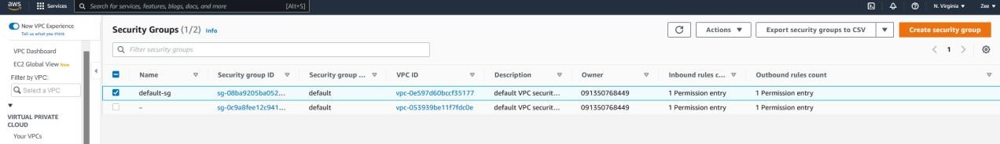 aws Services Search for services, features, blogs, docs, and more [Alt+S] N. Virginia ▼ Zee ▼
New VPC Experience
Tell us what you think
VPC Dashboard
EC2 Global View New
Filter by VPC:
Select a VPC
VIRTUAL PRIVATE
CLOUD
Your VPCs
Security Groups (1/2) Info
Actions ▼ Export security groups to CSV ▼ Create security group
Filter security groups
< 1 >
Name Security group ID Security group ... VPC ID Description Owner Inbound rules c... Outbound rules count
default-sg sg-08ba9205ba052... default vpc-0e597d60bccf35177 default VPC securit... 091350768449 1 Permission entry 1 Permission entry
– sg-0c9a8fee12c941... default vpc-053939be11f7fdc0e default VPC securit... 091350768449 1 Permission entry 1 Permission entry